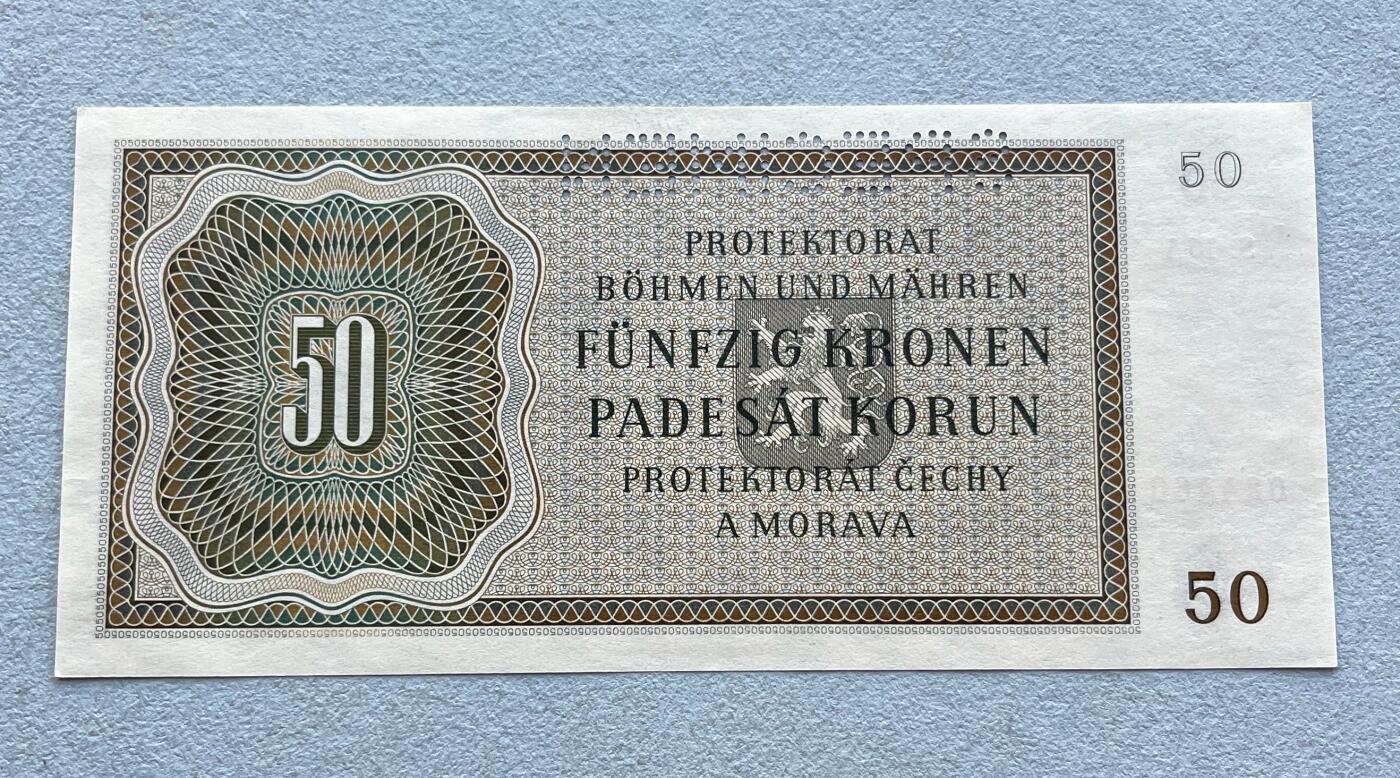 50
PROTEKTORAT
BÖHMEN UND MÄHREN
FÜNFZIG KRONEN
PADESÁT KORUN
PROTEKTORÁT ČECHY
A MORAVA
50
50